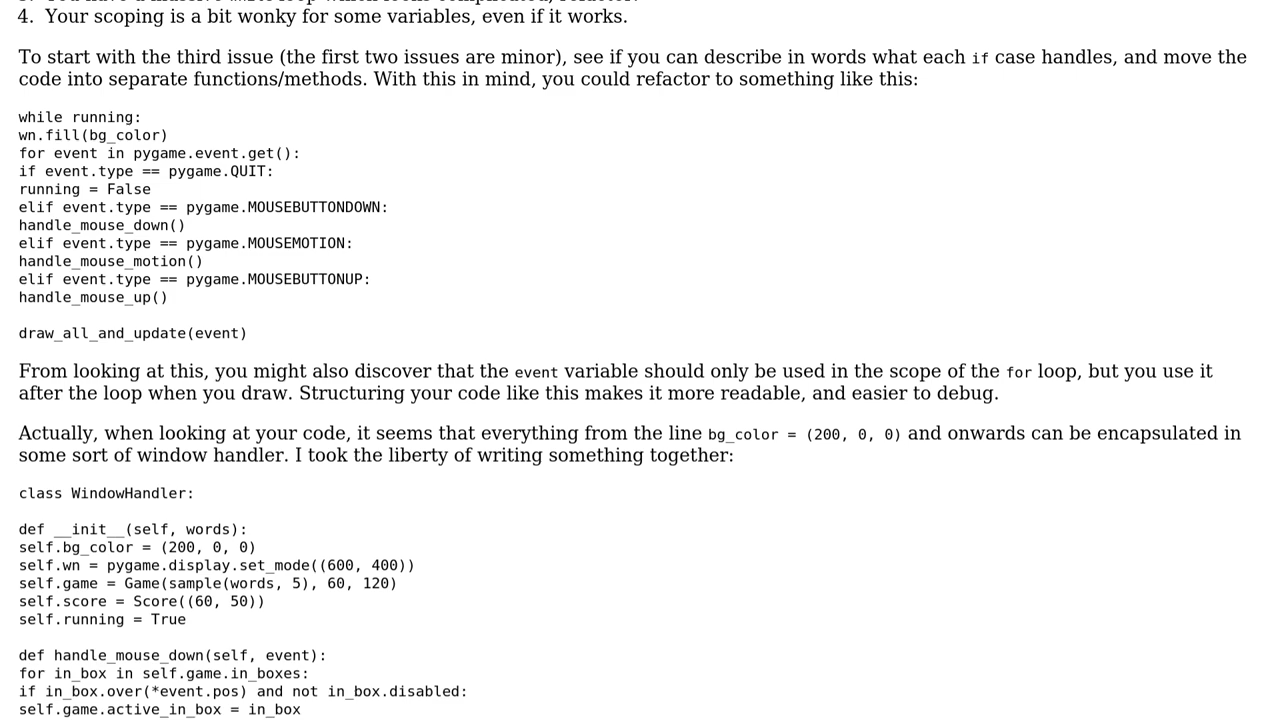 4. Your scoping is a bit wonky for some variables, even if it works.
To start with the third issue (the first two issues are minor), see if you can describe in words what each if case handles, and move the
code into separate functions/methods. With this in mind, you could refactor to something like this:
while running:
wn.fill(bg_color)
for event in pygame.event.get():
if event.type == pygame.QUIT:
running = False
elif event.type == pygame.MOUSEBUTTONDOWN:
handle_mouse_down()
elif event.type == pygame.MOUSEMOTION:
handle_mouse_motion()
elif event.type == pygame.MOUSEBUTTONUP:
handle_mouse_up()
draw_all_and_update(event)
From looking at this, you might also discover that the event variable should only be used in the scope of the for loop, but you use it
after the loop when you draw. Structuring your code like this makes it more readable, and easier to debug.
Actually, when looking at your code, it seems that everything from the line bg_color = (200, 0, 0) and onwards can be encapsulated in
some sort of window handler. I took the liberty of writing something together:
class WindowHandler:
def __init__(self, words):
self.bg_color = (200, 0, 0)
self.wn = pygame.display.set_mode((600, 400))
self.game = Game(sample(words, 5), 60, 120)
self.score = Score((60, 50))
self.running = True
def handle_mouse_down(self, event):
for in_box in self.game.in_boxes:
if in_box.over(*event.pos) and not in_box.disabled:
self.game.active_in_box = in_box